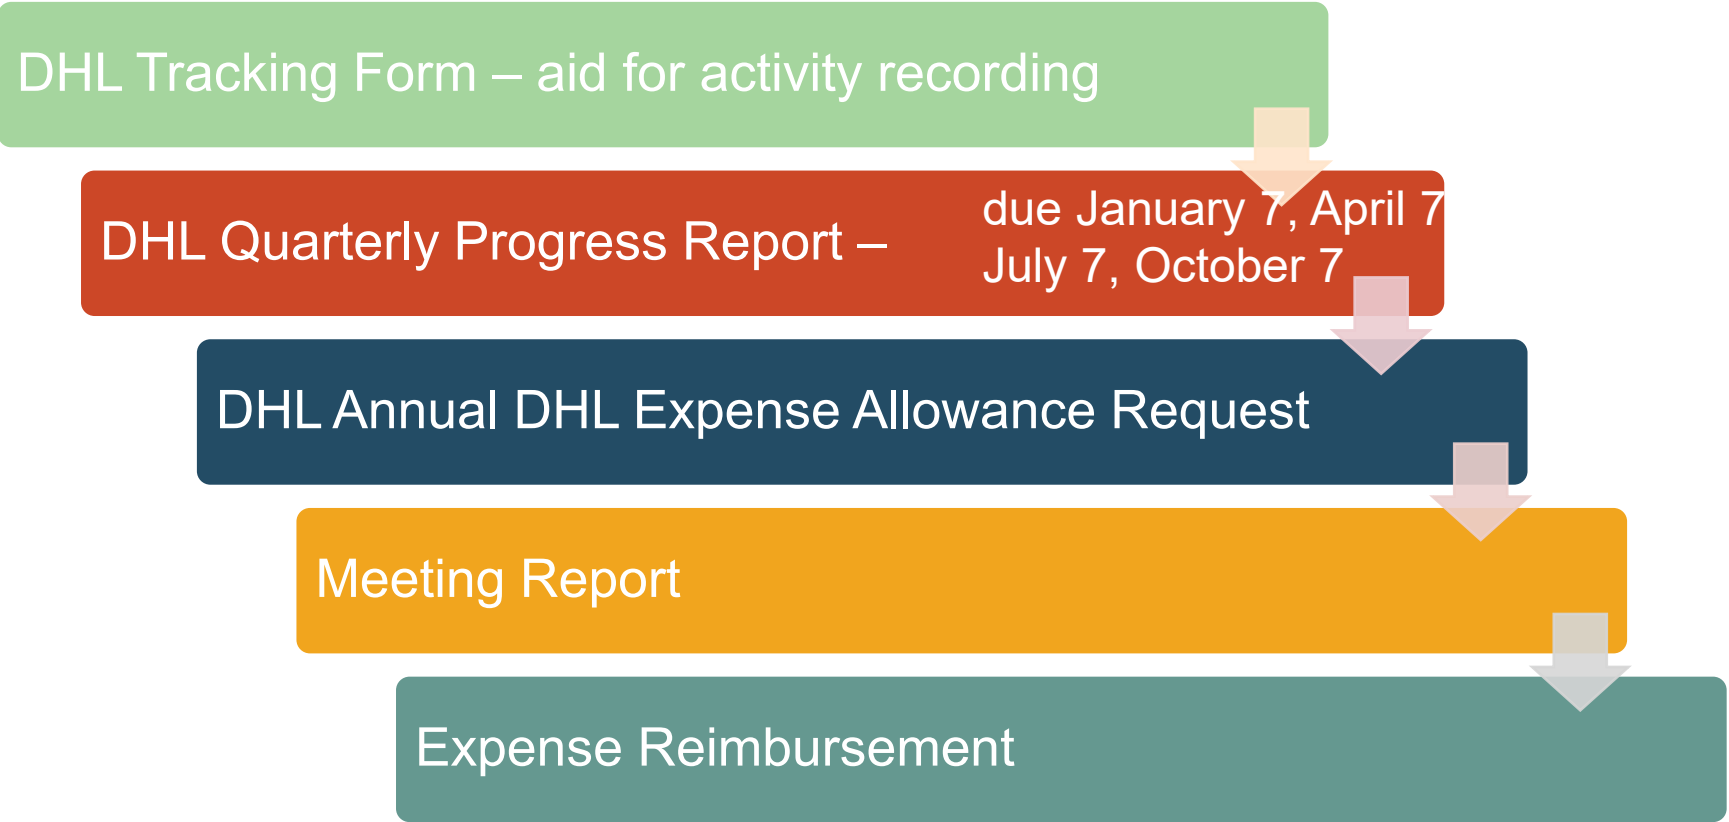 DHL Tracking Form – aid for activity recording
DHL Quarterly Progress Report –
due January 7, April 7
July 7, October 7
DHL Annual DHL Expense Allowance Request
Meeting Report
Expense Reimbursement